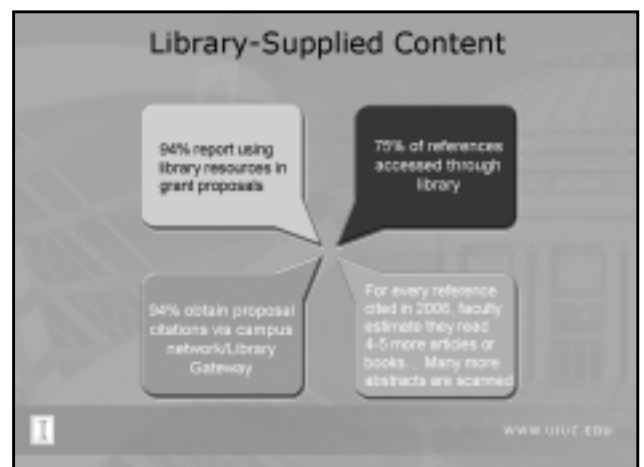 Library-Supplied Content
94% report using
library resources in
grant proposals
75% of references
accessed through
library
94% obtain proposal
citations via campus
network/Library
Gateway
For every reference
cited in 2006, faculty
estimate they read
4-5 more articles or
books... Many more
abstracts are scanned
I
WWW.UIUC.EDU